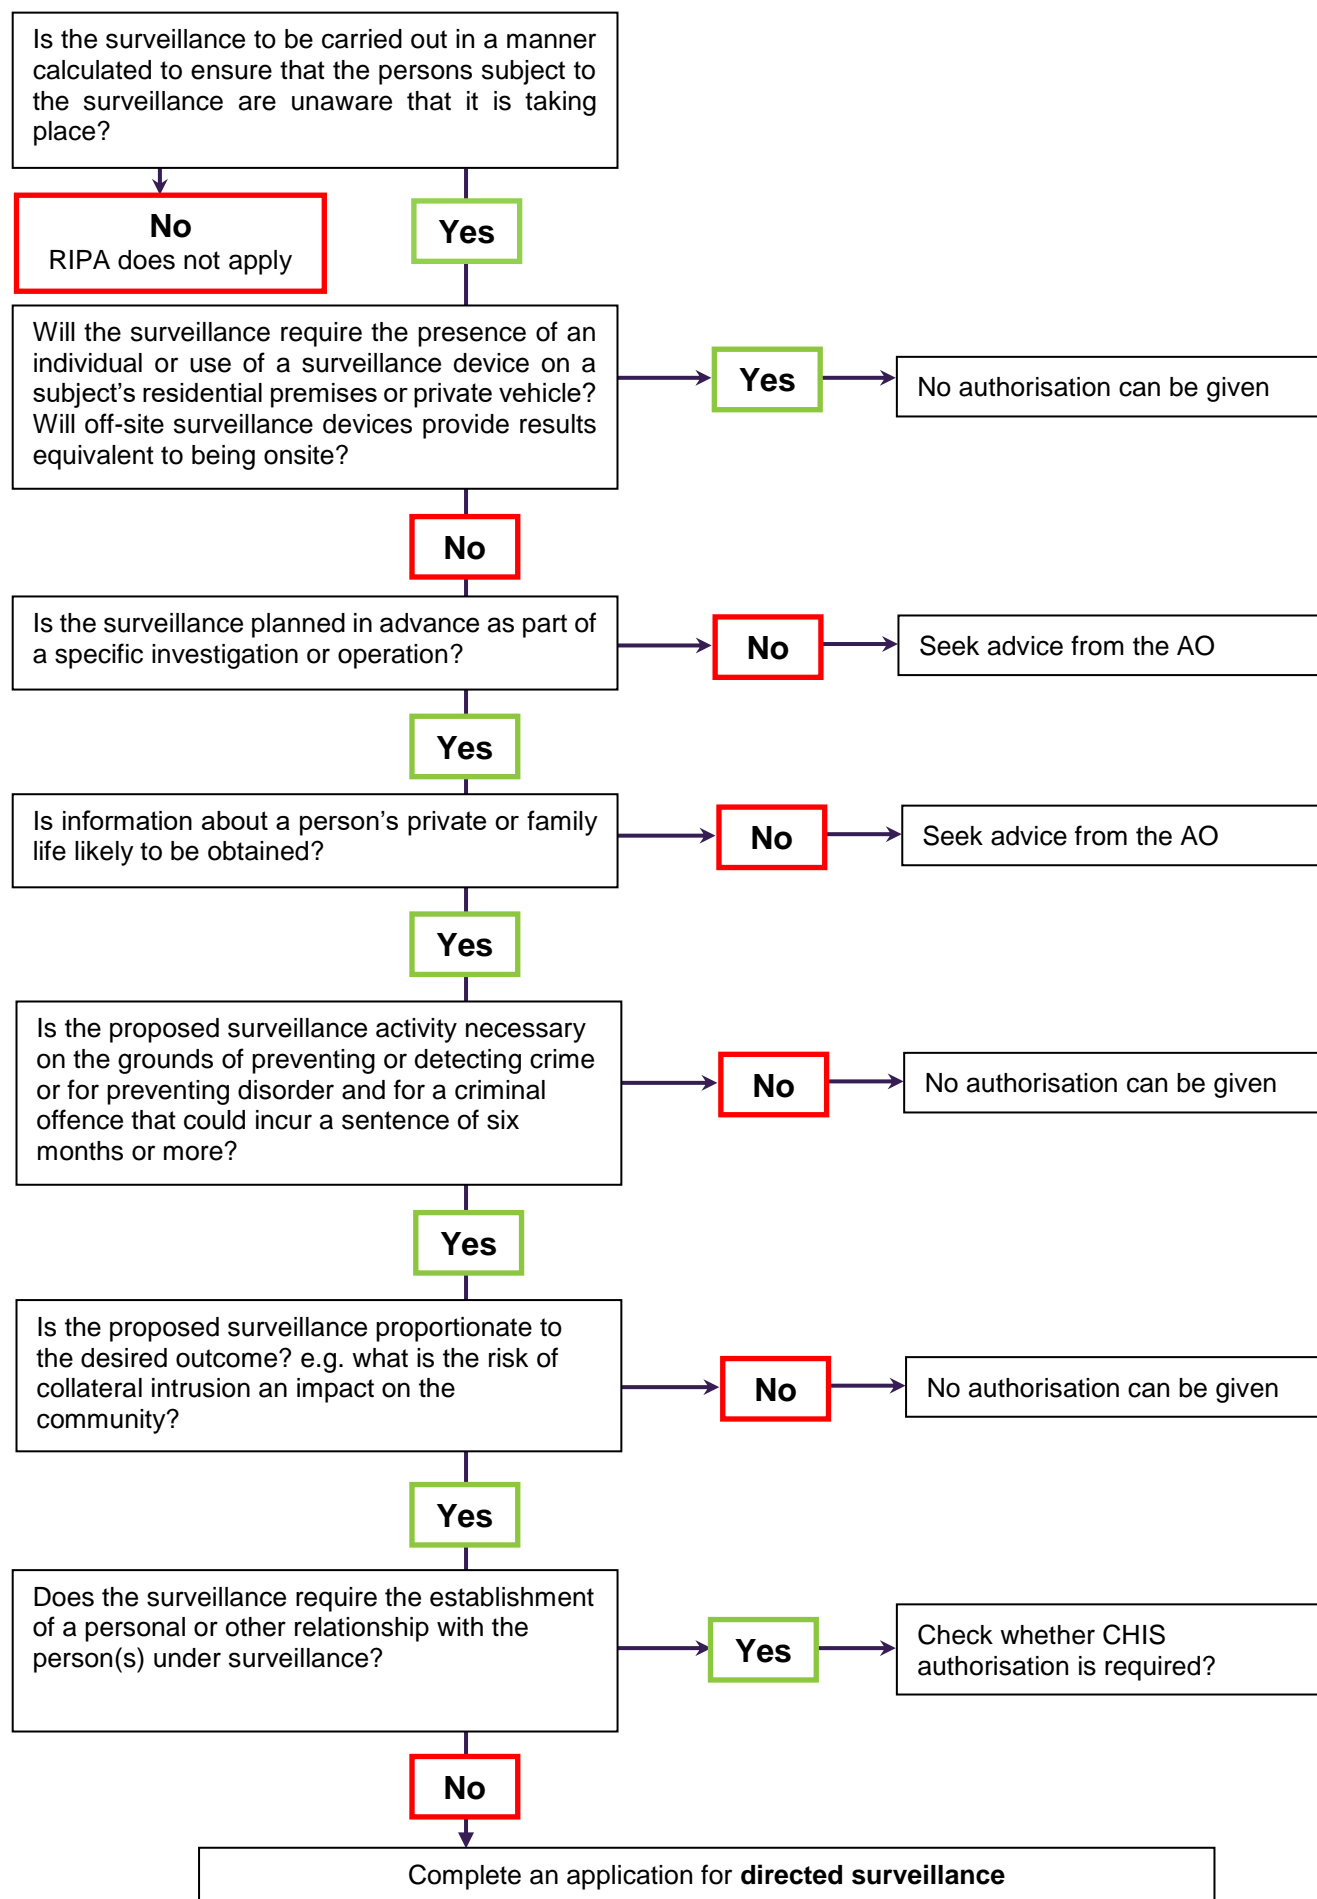 Is the surveillance to be carried out in a manner
calculated to ensure that the persons subject to
the surveillance are unaware that it is taking
place?
No
RIPA does not apply
Yes
Will the surveillance require the presence of an
individual or use of a surveillance device on a
subject’s residential premises or private vehicle?
Will off-site surveillance devices provide results
equivalent to being onsite?
Yes
No authorisation can be given
No
Is the surveillance planned in advance as part of
a specific investigation or operation?
No
Seek advice from the AO
Yes
Is information about a person’s private or family
life likely to be obtained?
No
Seek advice from the AO
Yes
Is the proposed surveillance activity necessary
on the grounds of preventing or detecting crime
or for preventing disorder and for a criminal
offence that could incur a sentence of six
months or more?
No
No authorisation can be given
Yes
Is the proposed surveillance proportionate to
the desired outcome? e.g. what is the risk of
collateral intrusion an impact on the
community?
No
No authorisation can be given
Yes
Does the surveillance require the establishment
of a personal or other relationship with the
person(s) under surveillance?
Yes
Check whether CHIS
authorisation is required?
No
Complete an application for directed surveillance